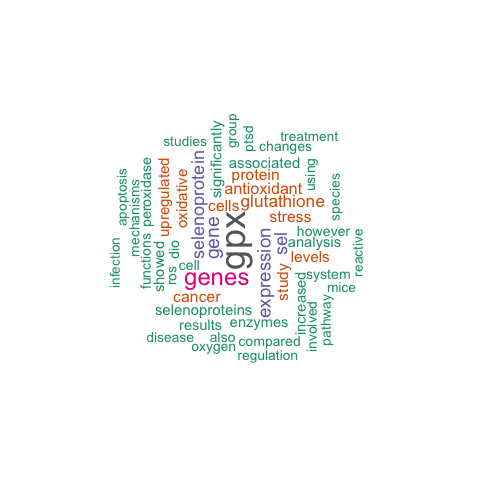 group
ptsd
treatment
studies
significantly
changes
associated
using
selenoprotein
protein
peroxidase
upregulated
oxidative
antioxidant
apoptosis
mechanisms
cells
glutathione
species
gene
gpx
stress
functions
showed
ros
dio
expression
sel
however
analysis
reactive
infection
cell
genes
study
levels
system
mice
cancer
increased
involved
pathway
selenoproteins
results
enzymes
disease
also
oxygen
compared
regulation